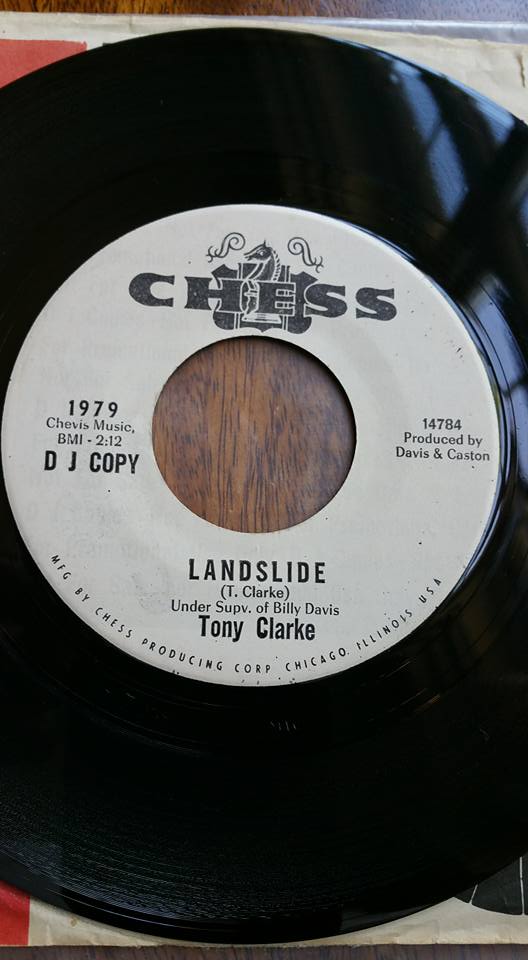 CHESS
1979
Chevis Music,
BMI - 2:12
D J COPY
14784
Produced by
Davis & Caston
LANDSLIDE
(T. Clarke)
Under Supv. of Billy Davis
Tony Clarke
MFG BY CHESS PRODUCING CORP CHICAGO, ILLINOIS USA